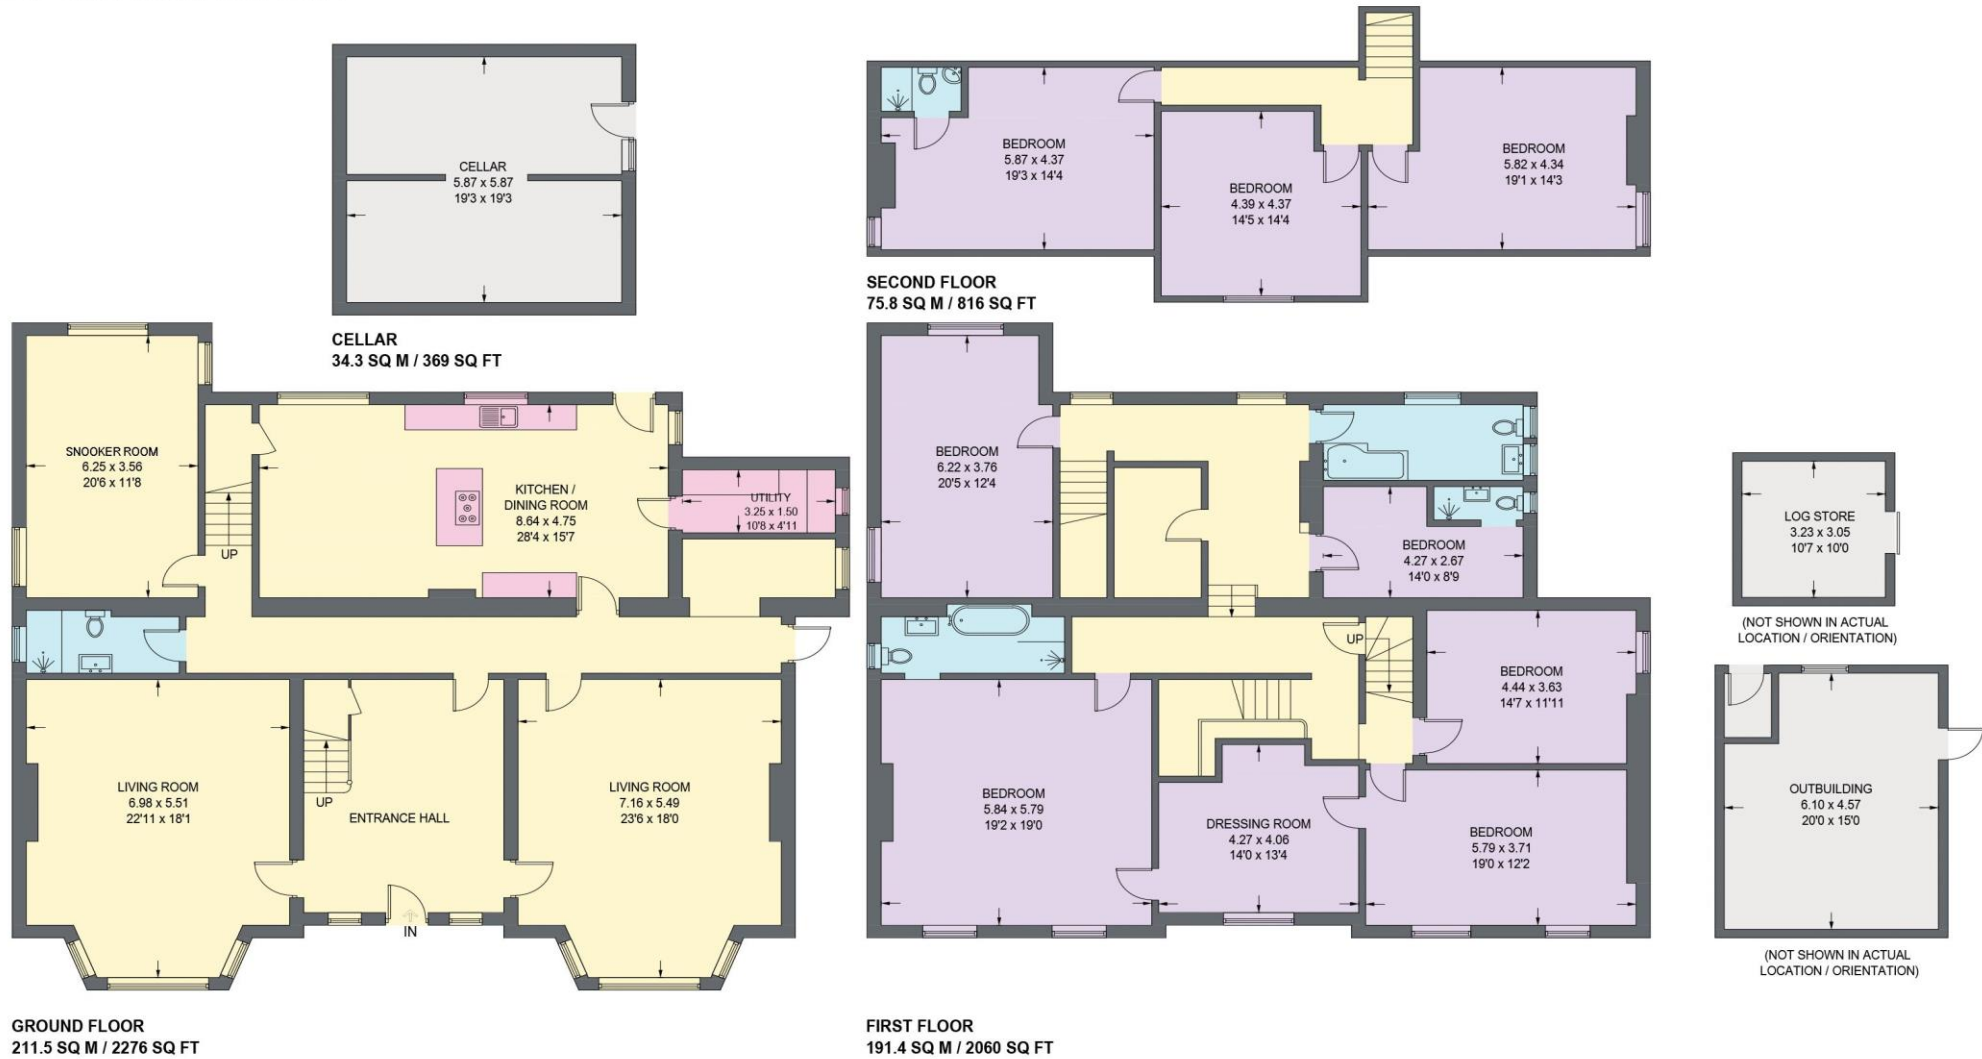 CELLAR
5.87 x 5.87
19'3 x 19'3
CELLAR
34.3 SQ M / 369 SQ FT
BEDROOM
5.87 x 4.37
19'3 x 14'4
BEDROOM
4.39 x 4.37
14'5 x 14'4
BEDROOM
5.82 x 4.34
19'1 x 14'3
SECOND FLOOR
75.8 SQ M / 816 SQ FT
SNOOKER ROOM
6.25 x 3.56
20'6 x 11'8
UP
KITCHEN /
DINING ROOM
8.64 x 4.75
28'4 x 15'7
UTILITY
3.25 x 1.50
10'8 x 4'11
LIVING ROOM
6.98 x 5.51
22'11 x 18'1
UP
ENTRANCE HALL
IN
LIVING ROOM
7.16 x 5.49
23'6 x 18'0
GROUND FLOOR
211.5 SQ M / 2276 SQ FT
BEDROOM
6.22 x 3.76
20'5 x 12'4
BEDROOM
4.27 x 2.67
14'0 x 8'9
UP
BEDROOM
4.44 x 3.63
14'7 x 11'11
BEDROOM
5.84 x 5.79
19'2 x 19'0
DRESSING ROOM
4.27 x 4.06
14'0 x 13'4
BEDROOM
5.79 x 3.71
19'0 x 12'2
FIRST FLOOR
191.4 SQ M / 2060 SQ FT
LOG STORE
3.23 x 3.05
10'7 x 10'0
(NOT SHOWN IN ACTUAL
LOCATION / ORIENTATION)
OUTBUILDING
6.10 x 4.57
20'0 x 15'0
(NOT SHOWN IN ACTUAL
LOCATION / ORIENTATION)